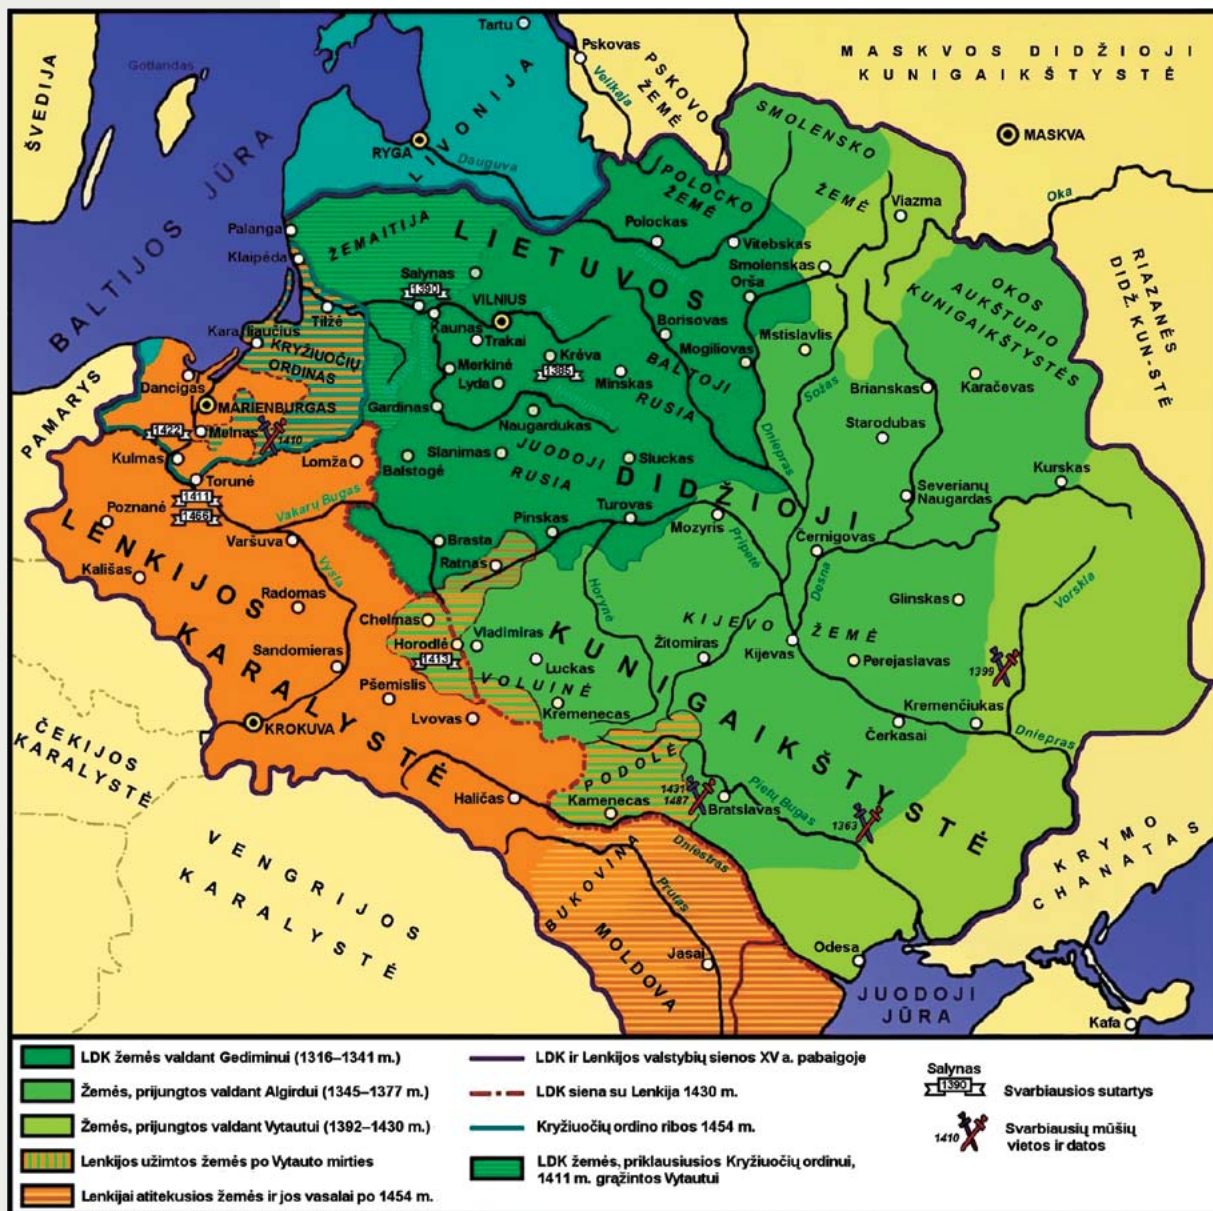 ŠVEDIJA
Gotlandas
BALTIJOS JŪRA
Tartu
Pskovas
Velikaja
PSKOVO
ŽEMĖ
MASKVOS DIDŽIOJI
KUNIGAIKŠTYSTĖ
MASKVA
RYGA
LIVONIJA
Dauguva
SMOLENSKO
ŽEMĖ
POLOCKO
ŽEMĖ
Viazma
Oka
Palanga
Klaipėda
ŽEMAITIJA
LIETUVOS
Polockas
Vitebskas
Smolenskas
Orša
OKOS
AUKŠTUPIO
KUNIGAIKŠTYSTĖS
RIAZANĖS
DIDŽ. KUN-STĖ
Salynas
1390
VILNIUS
Tilžė
Kaunas
Trakai
Borisovas
Mstislavlis
Karaliaučius
KRYŽIUOČIŲ
ORDINAS
Merkinė
Krėva
1385
Mogiliovas
BALTOJI
RUSIA
Lyda
Minskas
Sožas
Brianskas
Karačevas
PAMARYS
Dancigas
MARIENBURGAS
Gardinas
Naugardukas
Dniepras
Starodubas
1422
Melnas
1410
JUODOJI
RUSIA
Kulmas
Lomža
Balstogė
Slanimas
Sluckas
DIDŽIOJI
Kurskas
Torunė
1411
1466
Vakarų Bugas
Turovas
Severianų
Naugardas
Poznanė
LENKIJOS
Varšuva
Pinskas
Mozyris
Pripetė
Černigovas
Brasta
Ratnas
Desna
Vorskla
Kališas
Vysla
Radomas
Horynė
Glinskas
KARALYSTĖ
Chelmas
Horodlė
1413
Vladimiras
KUNIGAIKŠTYSTĖ
KIJEVO ŽEMĖ
Žitomiras
Kijevas
Sandomieras
Luckas
Perejaslavas
1399
VOLUINĖ
Pšemislis
Kremenecas
Lvovas
Kremenčiukas
KROKUVA
Čerkasai
Dniepras
ČEKIJOS
KARALYSTĖ
PODOLĖ
Haličas
Kamenecas
1431
1487
Bratslavas
Pietų Bugas
1363
VENGRIJOS
KARALYSTĖ
KRYMO
CHANATAS
BUKOVINA
Dniestras
Prutas
MOLDOVA
Jasai
Odesa
JUODOJI
JŪRA
Kafa
LDK žemės valdant Gediminui (1316–1341 m.)
Žemės, prijungtos valdant Algirdui (1345–1377 m.)
Žemės, prijungtos valdant Vytautui (1392–1430 m.)
Lenkijos užimtos žemės po Vytauto mirties
Lenkijai atitekusios žemės ir jos vasalai po 1454 m.
LDK ir Lenkijos valstybių sienos XV a. pabaigoje
LDK siena su Lenkija 1430 m.
Kryžiuočių ordino ribos 1454 m.
LDK žemės, priklausiusios Kryžiuočių ordinui,
1411 m. grąžintos Vytautui
Salynas
1390
Svarbiausios sutartys
1410
Svarbiausių mūšių
vietos ir datos